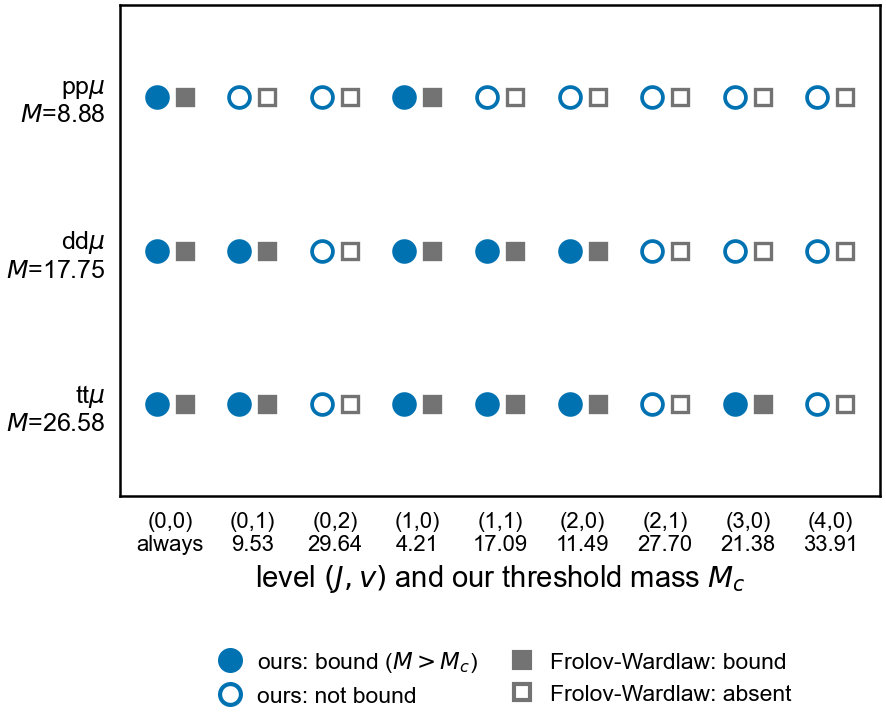 ppμ
M=8.88
ddμ
M=17.75
ttμ
M=26.58
(0,0) (0,1) (0,2) (1,0) (1,1) (2,0) (2,1) (3,0) (4,0)
always 9.53 29.64 4.21 17.09 11.49 27.70 21.38 33.91
level (J, v) and our threshold mass M_c
ours: bound (M > M_c) Frolov-Wardlaw: bound
ours: not bound Frolov-Wardlaw: absent